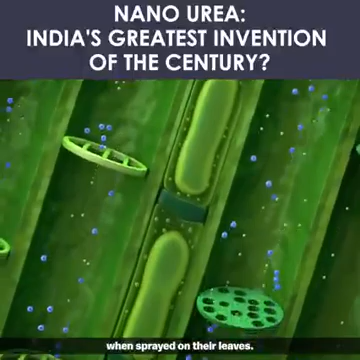 NANO UREA:
INDIA'S GREATEST INVENTION
OF THE CENTURY?
when sprayed on their leaves.